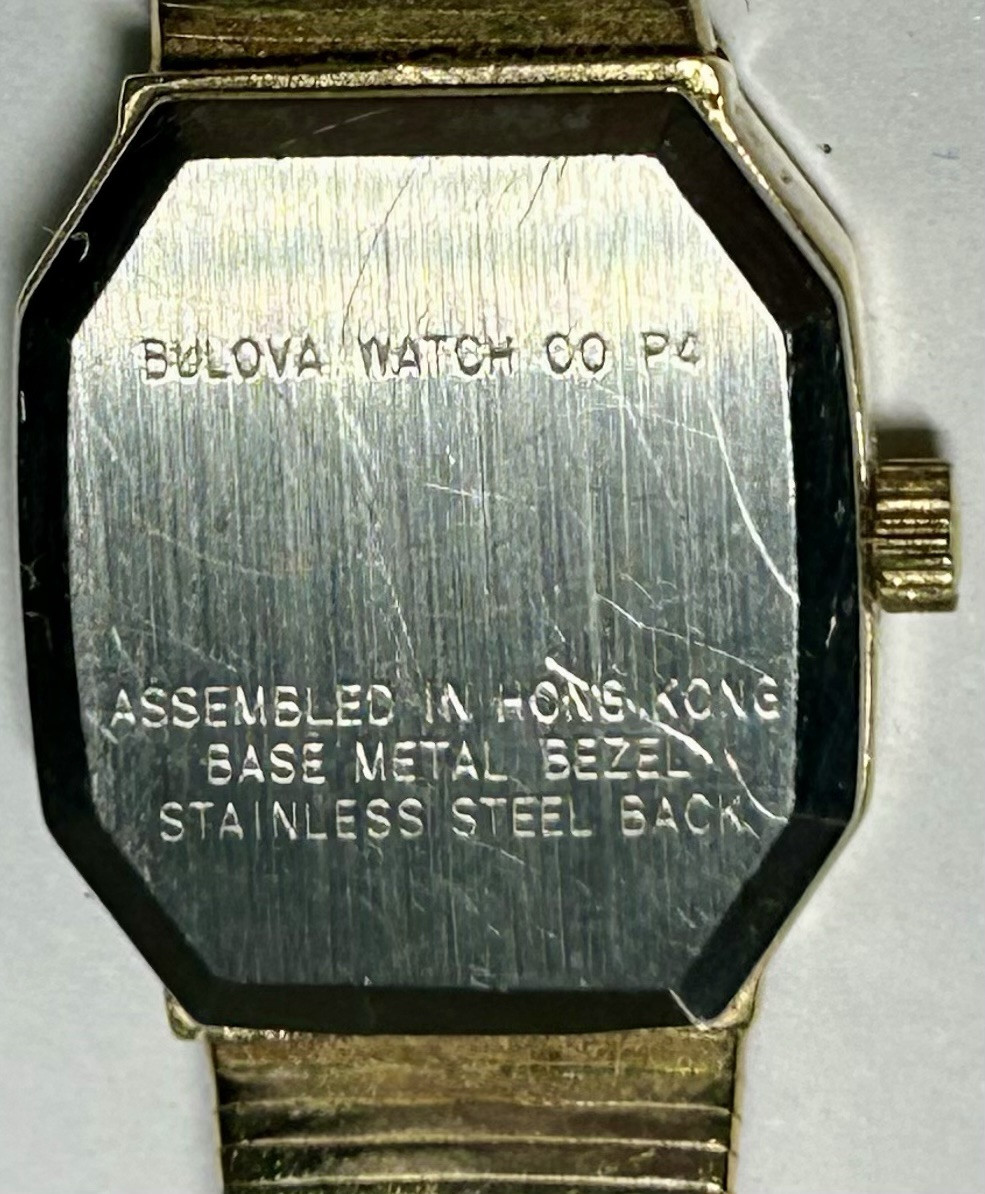 BULOVA WATCH CO P4
ASSEMBLED IN HONG KONG
BASE METAL BEZEL
STAINLESS STEEL BACK